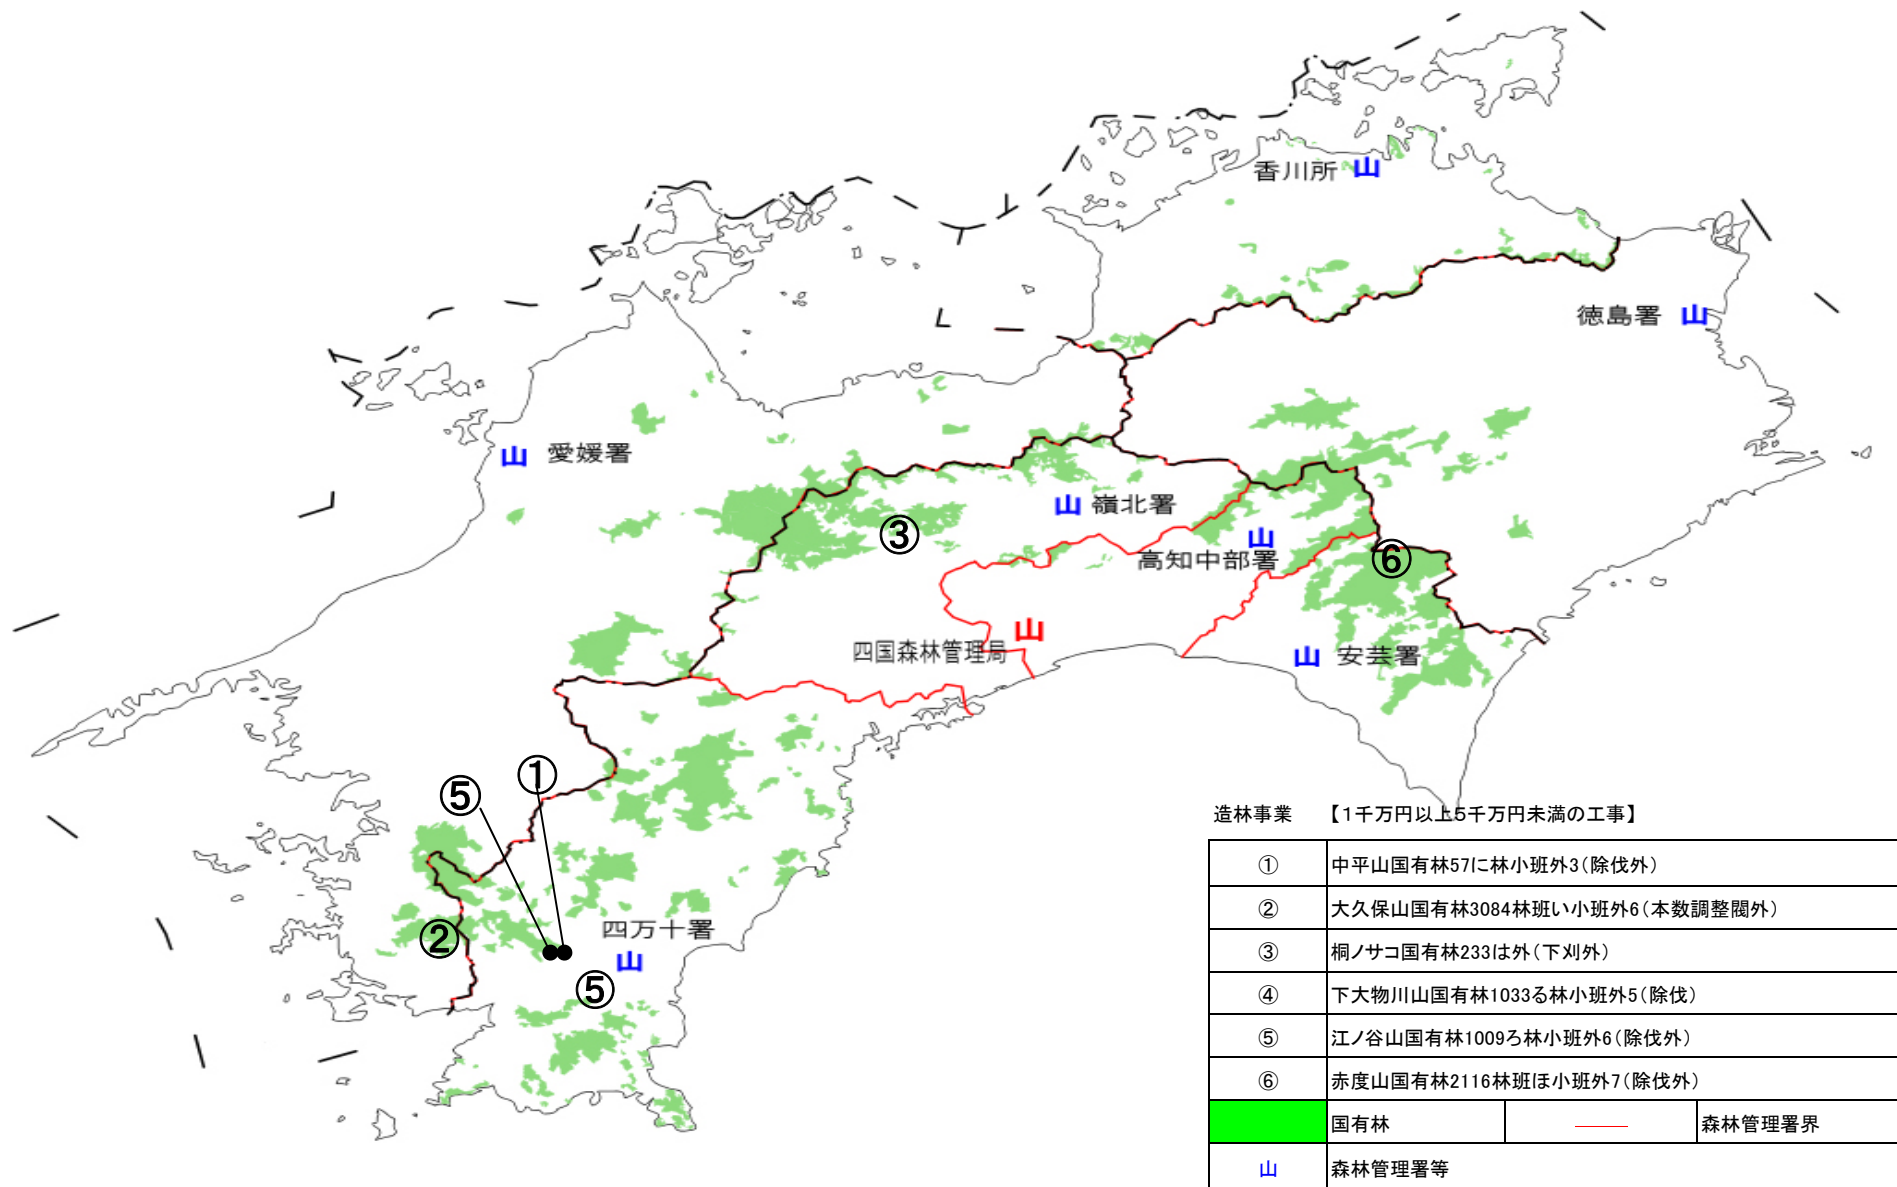 香川所 山
徳島署 山
山 愛媛署
山 嶺北署
③
山
高知中部署
⑥
山
四国森林管理局
山 安芸署
①
⑤
②
四万十署
山
⑤
造林事業 【1千万円以上5千万円未満の工事】
① 中平山国有林57に林小班外3(除伐外)
② 大久保山国有林3084林班い小班外6(本数調整閥外)
③ 桐ノサコ国有林233は外(下刈外)
④ 下大物川山国有林1033る林小班外5(除伐)
⑤ 江ノ谷山国有林1009ろ林小班外6(除伐外)
⑥ 赤度山国有林2116林班ほ小班外7(除伐外)
国有林 森林管理署界
山 森林管理署等